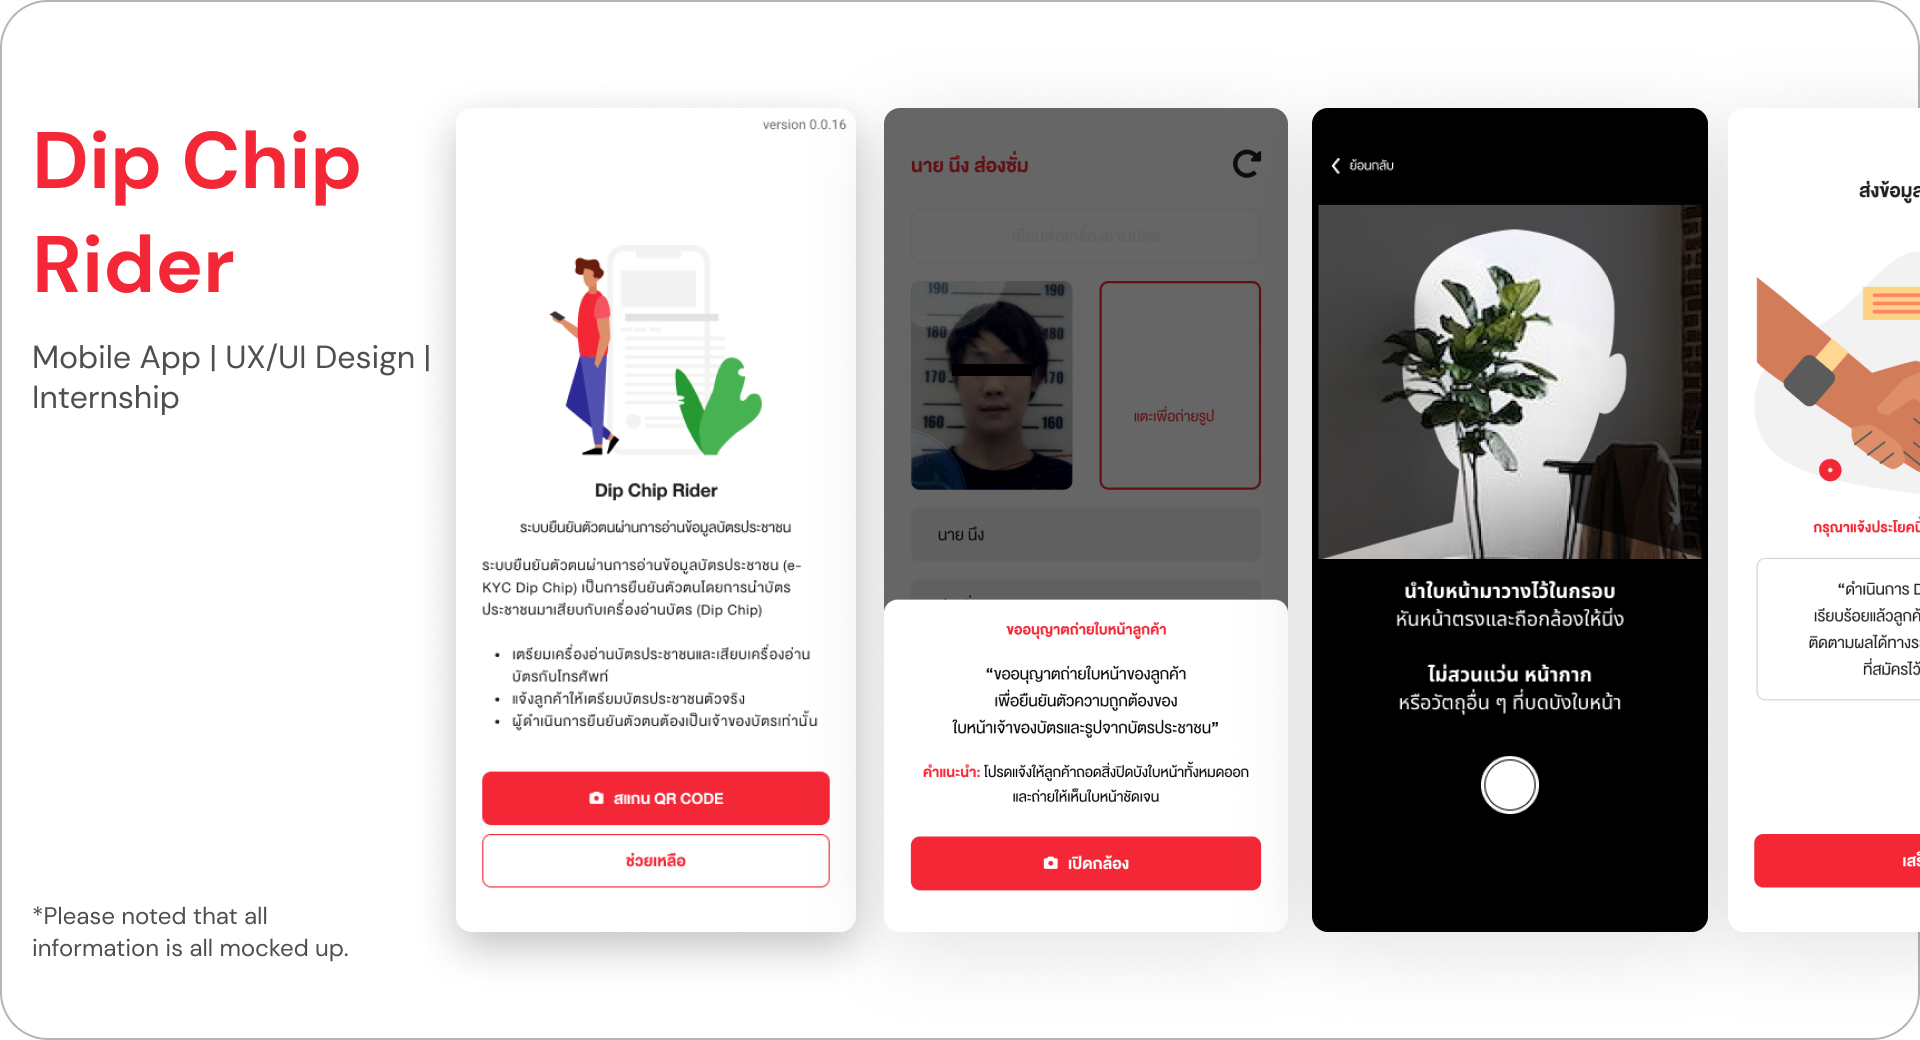 Dip Chip
Rider
Mobile App | UX/UI Design |
Internship
*Please noted that all
information is all mocked up.
version 0.0.16
Dip Chip Rider
ระบบยืนยันตัวตนผ่านการอ่านข้อมูลบัตรประชาชน
ระบบยืนยันตัวตนผ่านการอ่านข้อมูลบัตรประชาชน (e-
KYC Dip Chip) เป็นการยืนยันตัวตนโดยการนำบัตร
ประชาชนมาเสียบกับเครื่องอ่านบัตร (Dip Chip)
• เตรียมเครื่องอ่านบัตรประชาชนและเสียบเครื่องอ่าน
บัตรกับโทรศัพท์
• แจ้งลูกค้าให้เตรียมบัตรประชาชนตัวจริง
• ผู้ดำเนินการยืนยันตัวตนต้องเป็นเจ้าของบัตรเท่านั้น
สแกน QR CODE
ช่วยเหลือ
นาย นึง ส่องซั่ม
เชื่อมต่อเครื่องอ่านบัตร
190 190
180 180
170 170
160 160
แตะเพื่อถ่ายรูป
นาย นึง
ขออนุญาตถ่ายใบหน้าลูกค้า
“ขออนุญาตถ่ายใบหน้าของลูกค้า
เพื่อยืนยันตัวความถูกต้องของ
ใบหน้าเจ้าของบัตรและรูปจากบัตรประชาชน”
คำแนะนำ: โปรดแจ้งให้ลูกค้าถอดสิ่งปิดบังใบหน้าทั้งหมดออก
และถ่ายให้เห็นใบหน้าชัดเจน
เปิดกล้อง
ย้อนกลับ
นำใบหน้ามาวางไว้ในกรอบ
หันหน้าตรงและถือกล้องให้นิ่ง
ไม่สวนแว่น หน้ากาก
หรือวัตถุอื่น ๆ ที่บดบังใบหน้า
ส่งข้อมูล
กรุณาแจ้งประโยคนี้
“ดำเนินการ D
เรียบร้อยแล้วลูกค้
ติดตามผลได้ทาง
ที่สมัครไว้